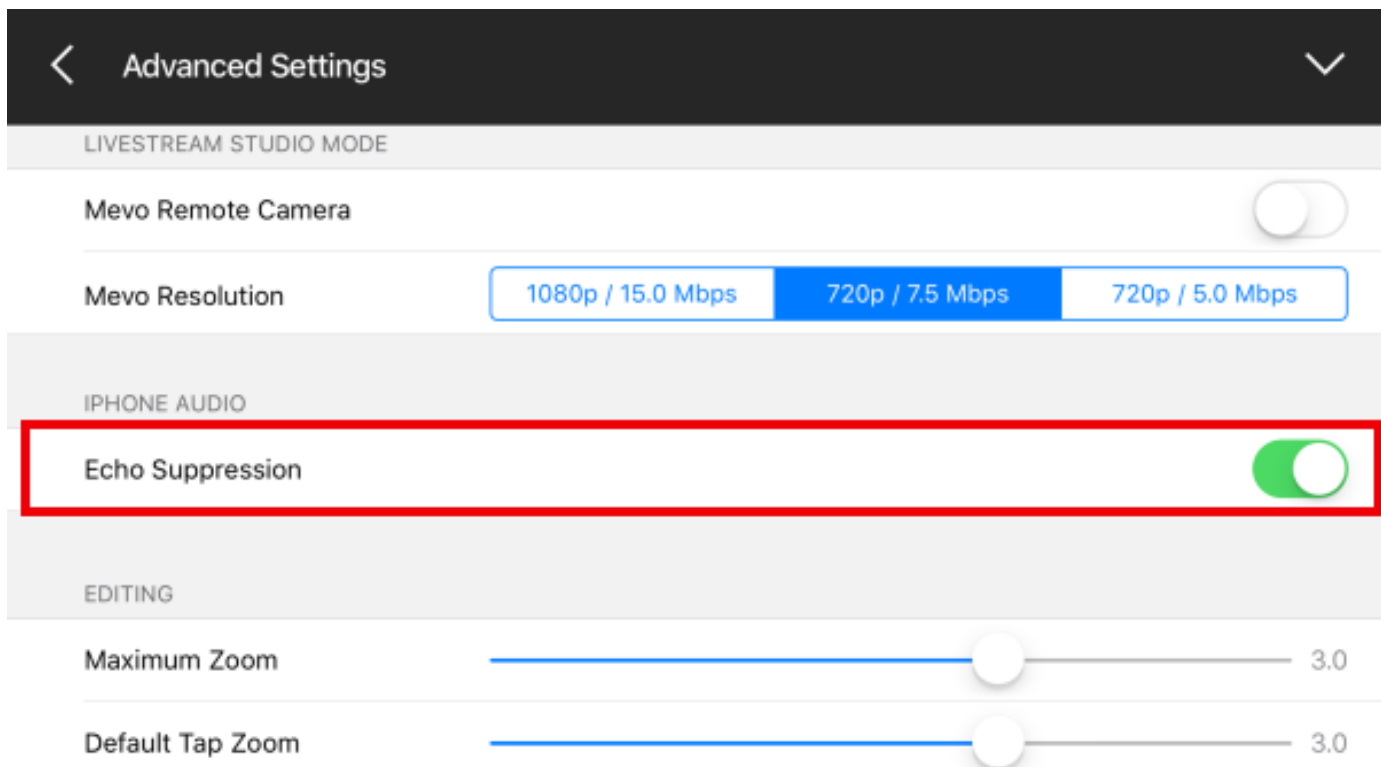 Advanced Settings
LIVESTREAM STUDIO MODE
Mevo Remote Camera
Mevo Resolution 1080p / 15.0 Mbps 720p / 7.5 Mbps 720p / 5.0 Mbps
IPHONE AUDIO
Echo Suppression
EDITING
Maximum Zoom 3.0
Default Tap Zoom 3.0